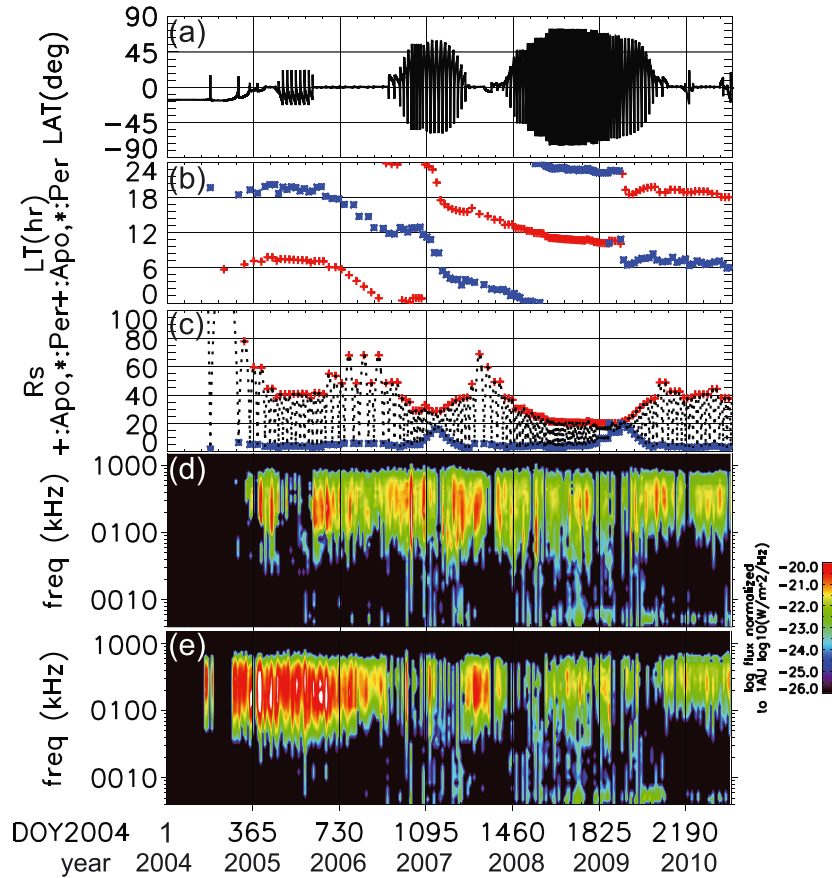 (a)
90
45
0
−45
−90
LAT(deg)
(b)
24
18
12
6
0
LT(hr)
+:Apo,*:Per
(c)
100
80
60
40
20
0
Rs
+:Apo,*:Per
(d)
1000
0100
0010
freq (kHz)
(e)
1000
0100
0010
freq (kHz)
log flux normalized
to 1AU log10(W/m^2/Hz)
−20.0
−21.0
−22.0
−23.0
−24.0
−25.0
−26.0
DOY2004 1 365 730 1095 1460 1825 2190
year 2004 2005 2006 2007 2008 2009 2010